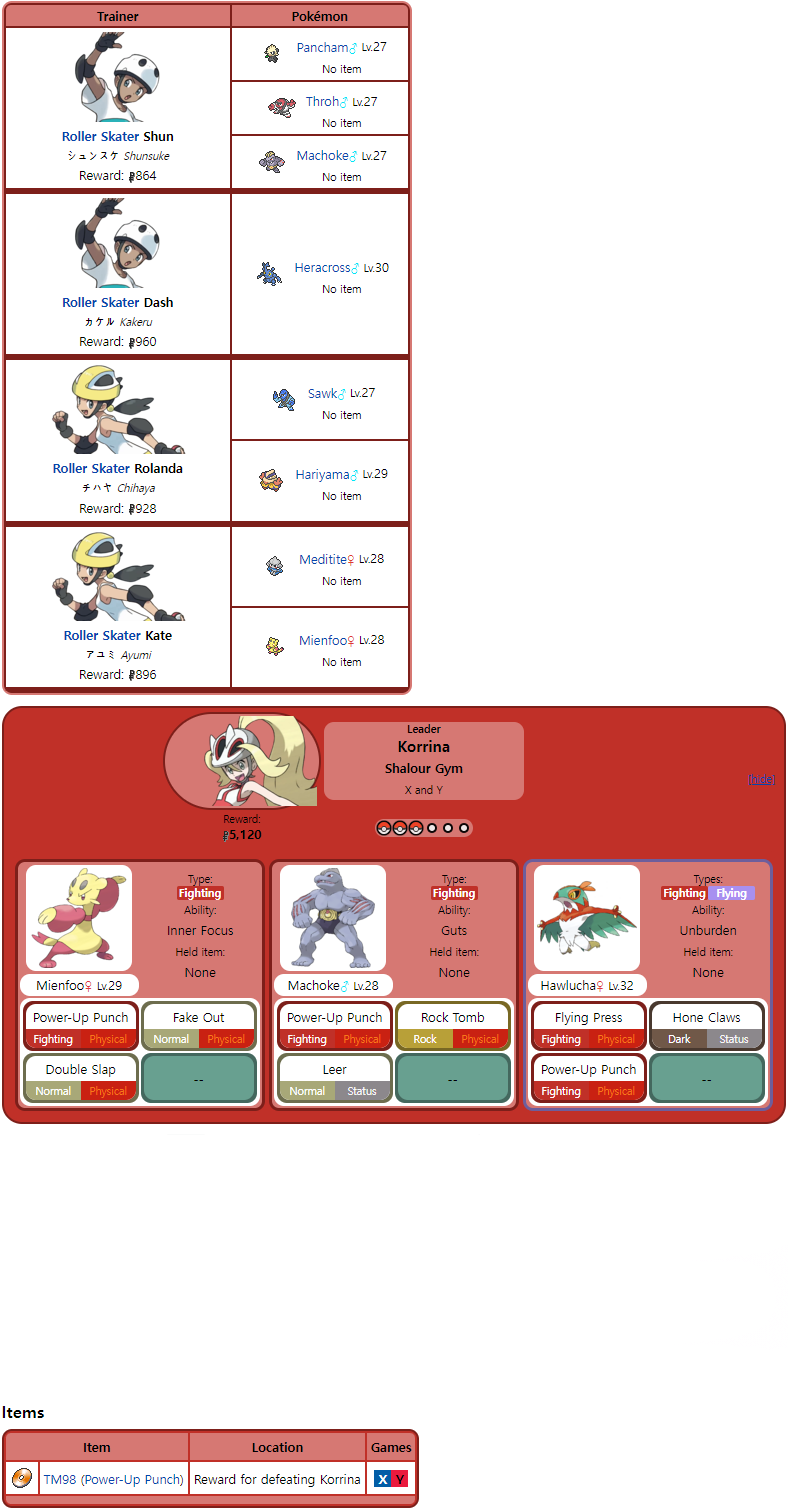 Trainer Pokémon
Pancham♂ Lv.27
No item
Throh♂ Lv.27
No item
Machoke♂ Lv.27
No item
Roller Skater Shun
シュンスケ Shunsuke
Reward: 864
Heracross♂ Lv.30
No item
Roller Skater Dash
カケル Kakeru
Reward: 960
Sawk♂ Lv.27
No item
Hariyama♂ Lv.29
No item
Roller Skater Rolanda
チハヤ Chihaya
Reward: 928
Meditite♀ Lv.28
No item
Mienfoo♀ Lv.28
No item
Roller Skater Kate
アユミ Ayumi
Reward: 896
Leader
Korrina
Shalour Gym
X and Y
[hide]
Reward:
5,120
Type:
Fighting
Ability:
Inner Focus
Held item:
None
Mienfoo♀ Lv.29
Power-Up Punch Fake Out
Fighting Physical Normal Physical
Double Slap --
Normal Physical
Type:
Fighting
Ability:
Guts
Held item:
None
Machoke♂ Lv.28
Power-Up Punch Rock Tomb
Fighting Physical Rock Physical
Leer --
Normal Status
Types:
Fighting Flying
Ability:
Unburden
Held item:
None
Hawlucha♀ Lv.32
Flying Press Hone Claws
Fighting Physical Dark Status
Power-Up Punch --
Fighting Physical
Items
Item Location Games
TM98 (Power-Up Punch) Reward for defeating Korrina X Y